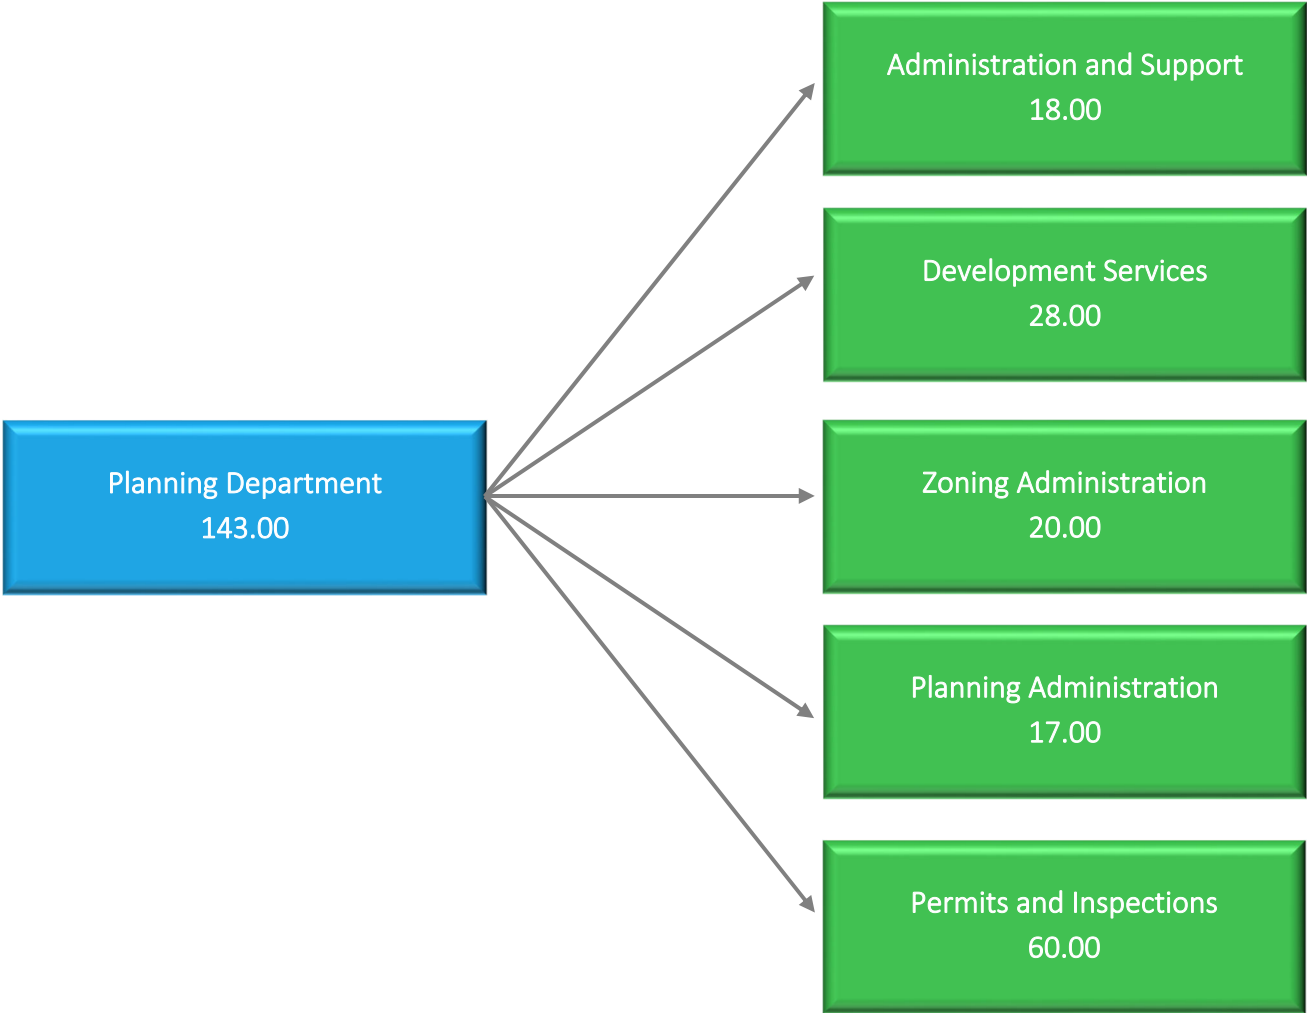 Planning Department
143.00
Administration and Support
18.00
Development Services
28.00
Zoning Administration
20.00
Planning Administration
17.00
Permits and Inspections
60.00